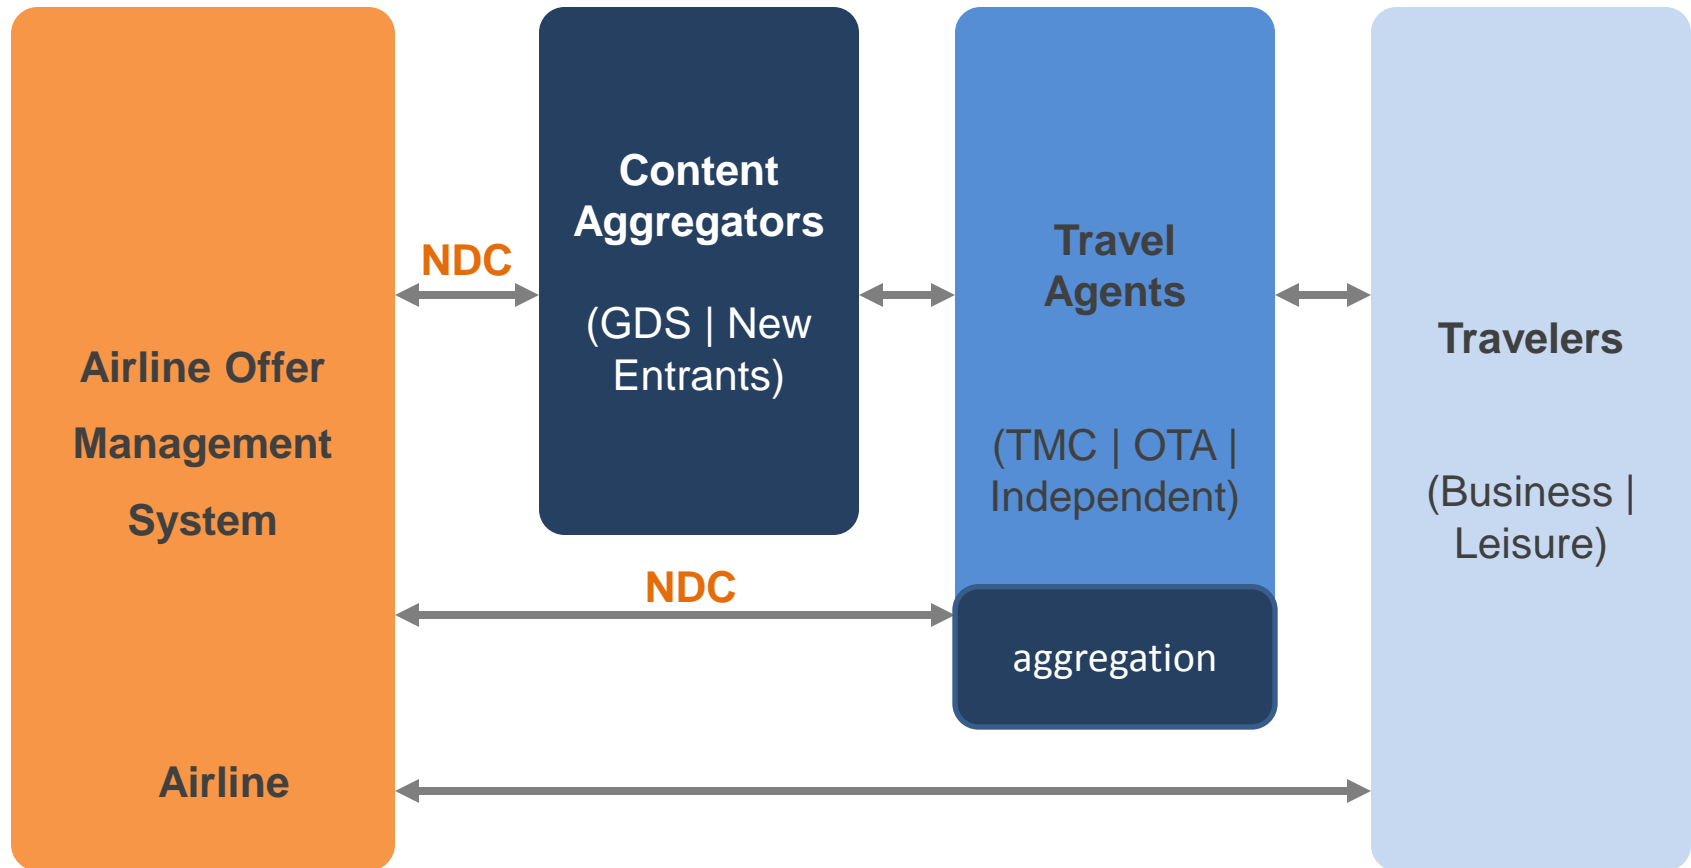 Airline Offer
Management
System
Airline
NDC
Content
Aggregators
(GDS | New
Entrants)
NDC
Travel
Agents
(TMC | OTA |
Independent)
aggregation
Travelers
(Business |
Leisure)